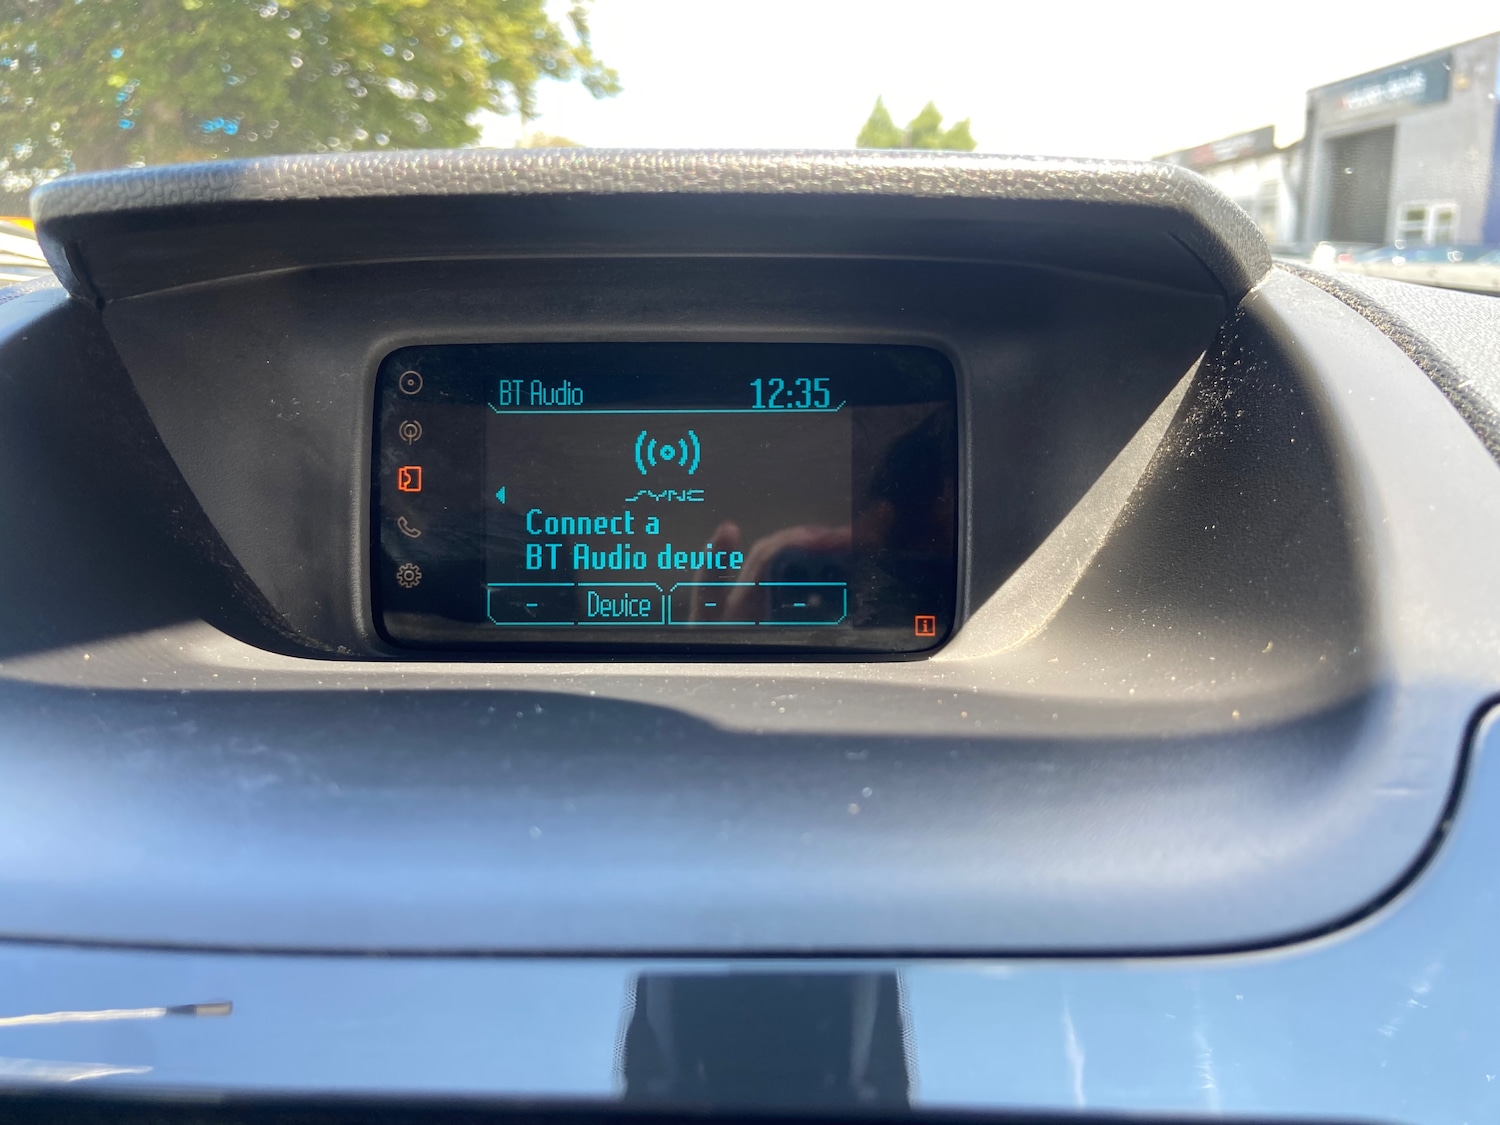 BT Audio 12:35
SYNC
Connect a
BT Audio device
- Device - -
i